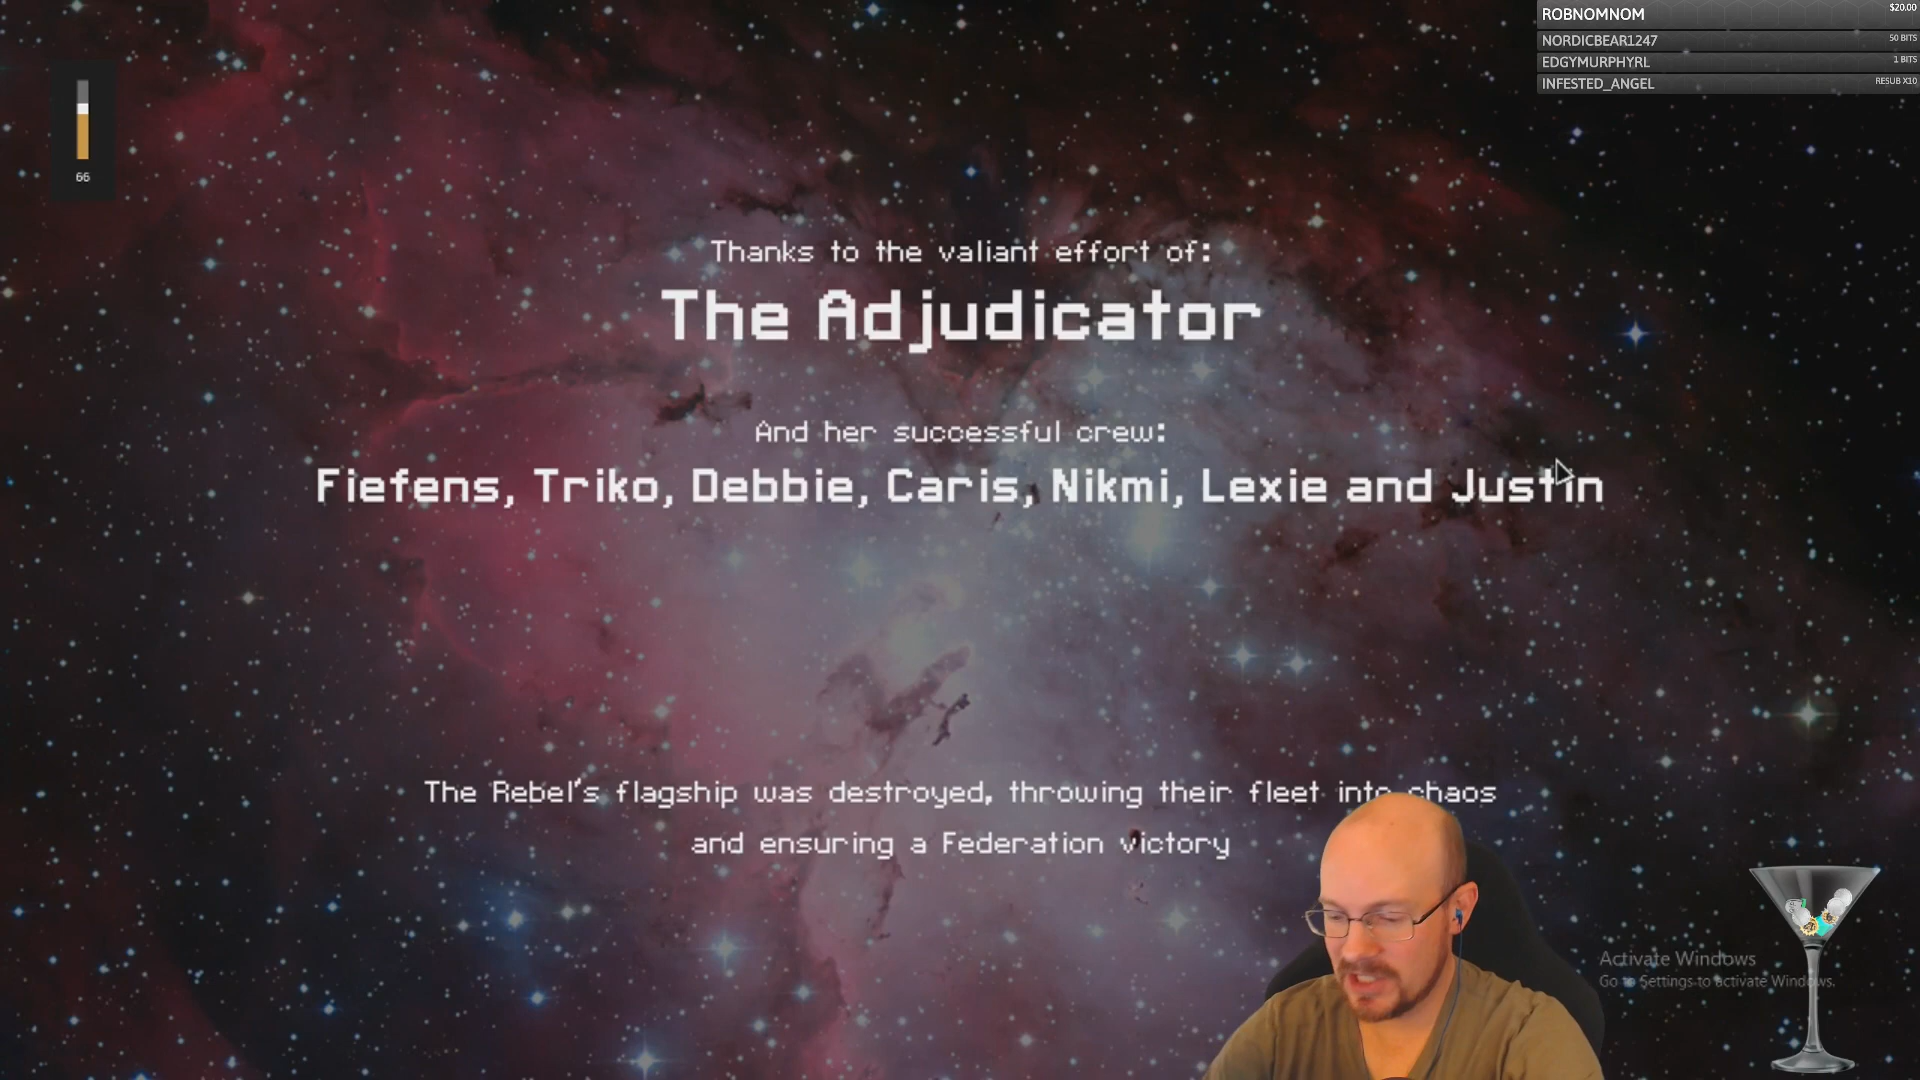 ROBNOMNOM $20.00
NORDICBEAR1247 50 BITS
EDGYMURPHYRL 1 BITS
INFESTED_ANGEL RESUB X10
66
Thanks to the valiant effort of:
The Adjudicator
And her successful crew:
Fiefens, Triko, Debbie, Caris, Nikmi, Lexie and Justin
The Rebel's flagship was destroyed, throwing their fleet into chaos
and ensuring a Federation victory
Activate Windows
Go to Settings to activate Windows.